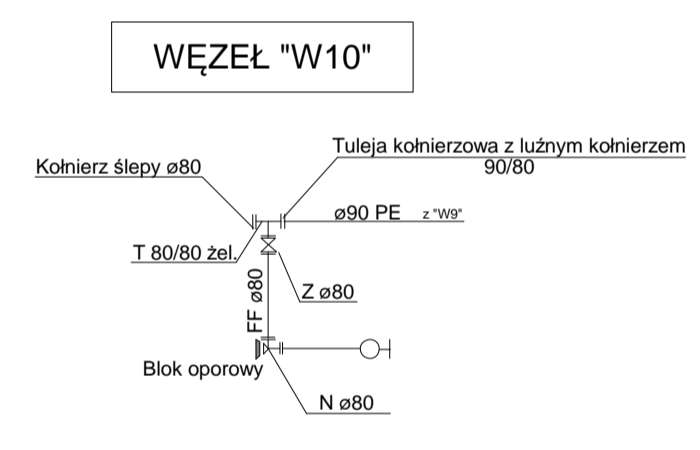 WĘZEŁ "W10"
Tuleja kołnierzowa z luźnym kołnierzem
90/80
Kołnierz ślepy ø80
ø90 PE z "W9"
T 80/80 żel.
FF ø80
Z ø80
Blok oporowy
N ø80